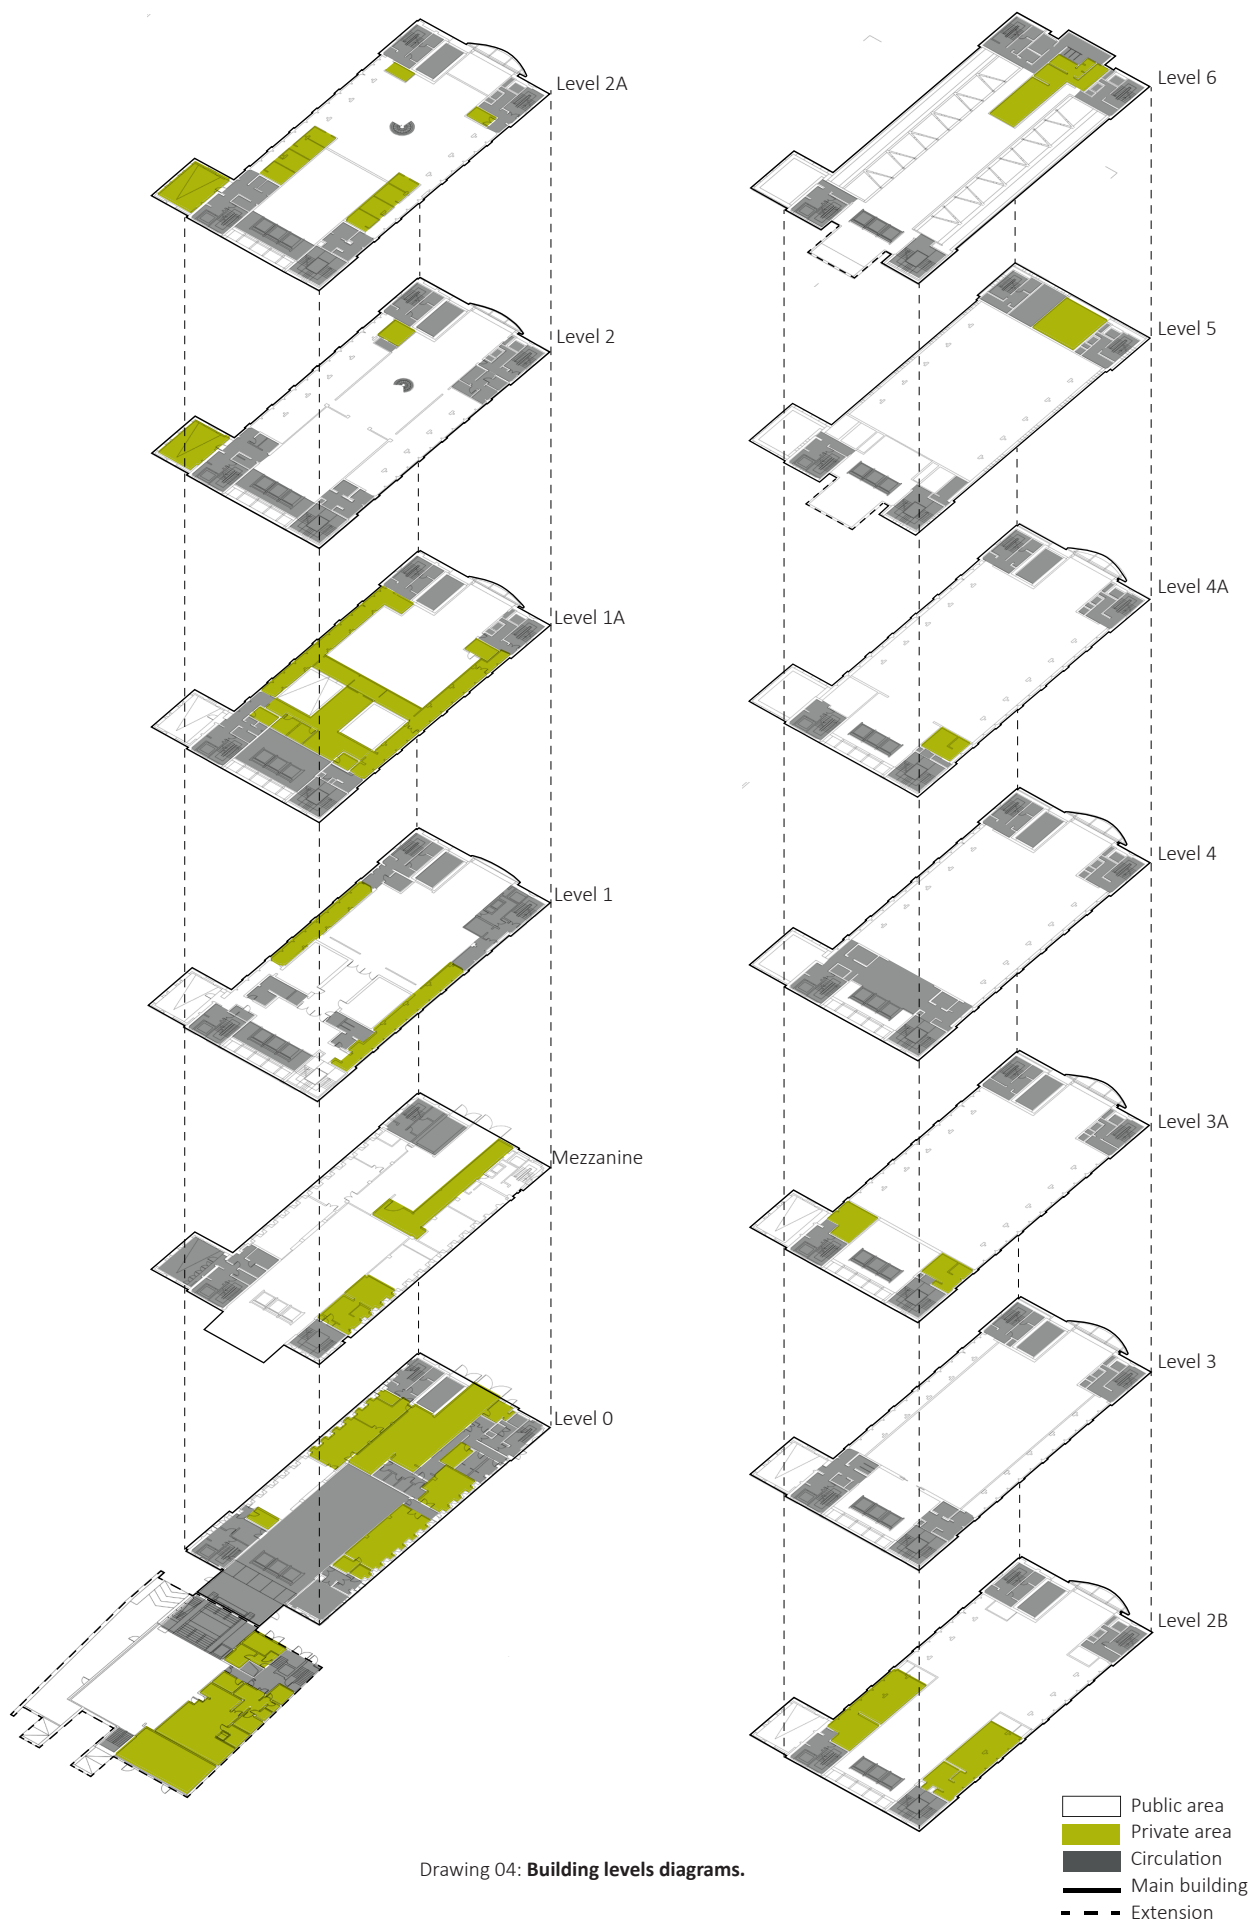 Level 2A
Level 2
Level 1A
Level 1
Mezzanine
Level 0
Level 6
Level 5
Level 4A
Level 4
Level 3A
Level 3
Level 2B
Public area
Private area
Circulation
Main building
Extension
Drawing 04: Building levels diagrams.